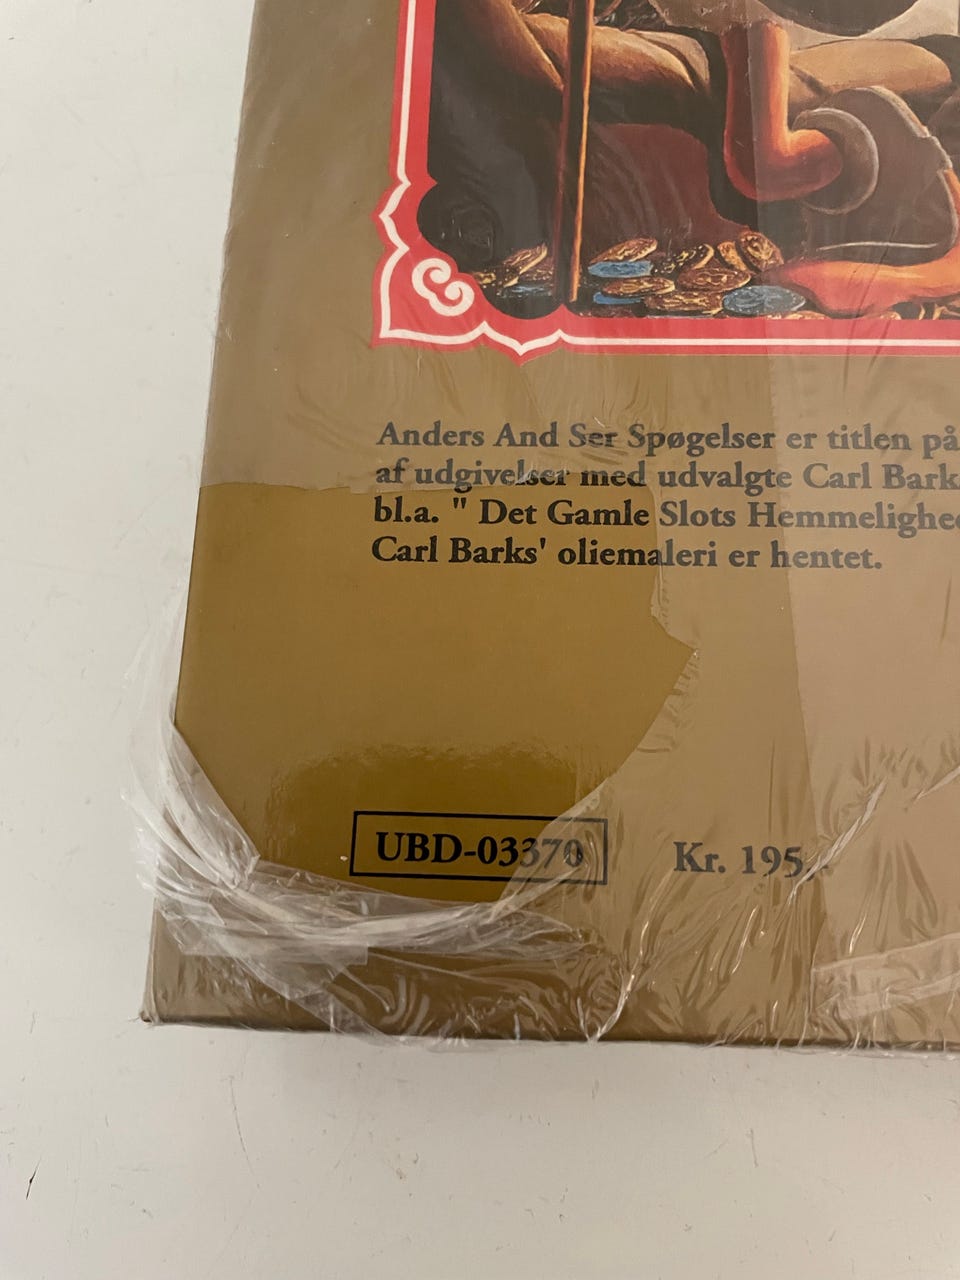 Anders And Ser Spøgelser er titlen på
af udgivelser med udvalgte Carl Barks
bl.a. " Det Gamle Slots Hemmelighed
Carl Barks' oliemaleri er hentet.
UBD-03370 Kr. 195,-